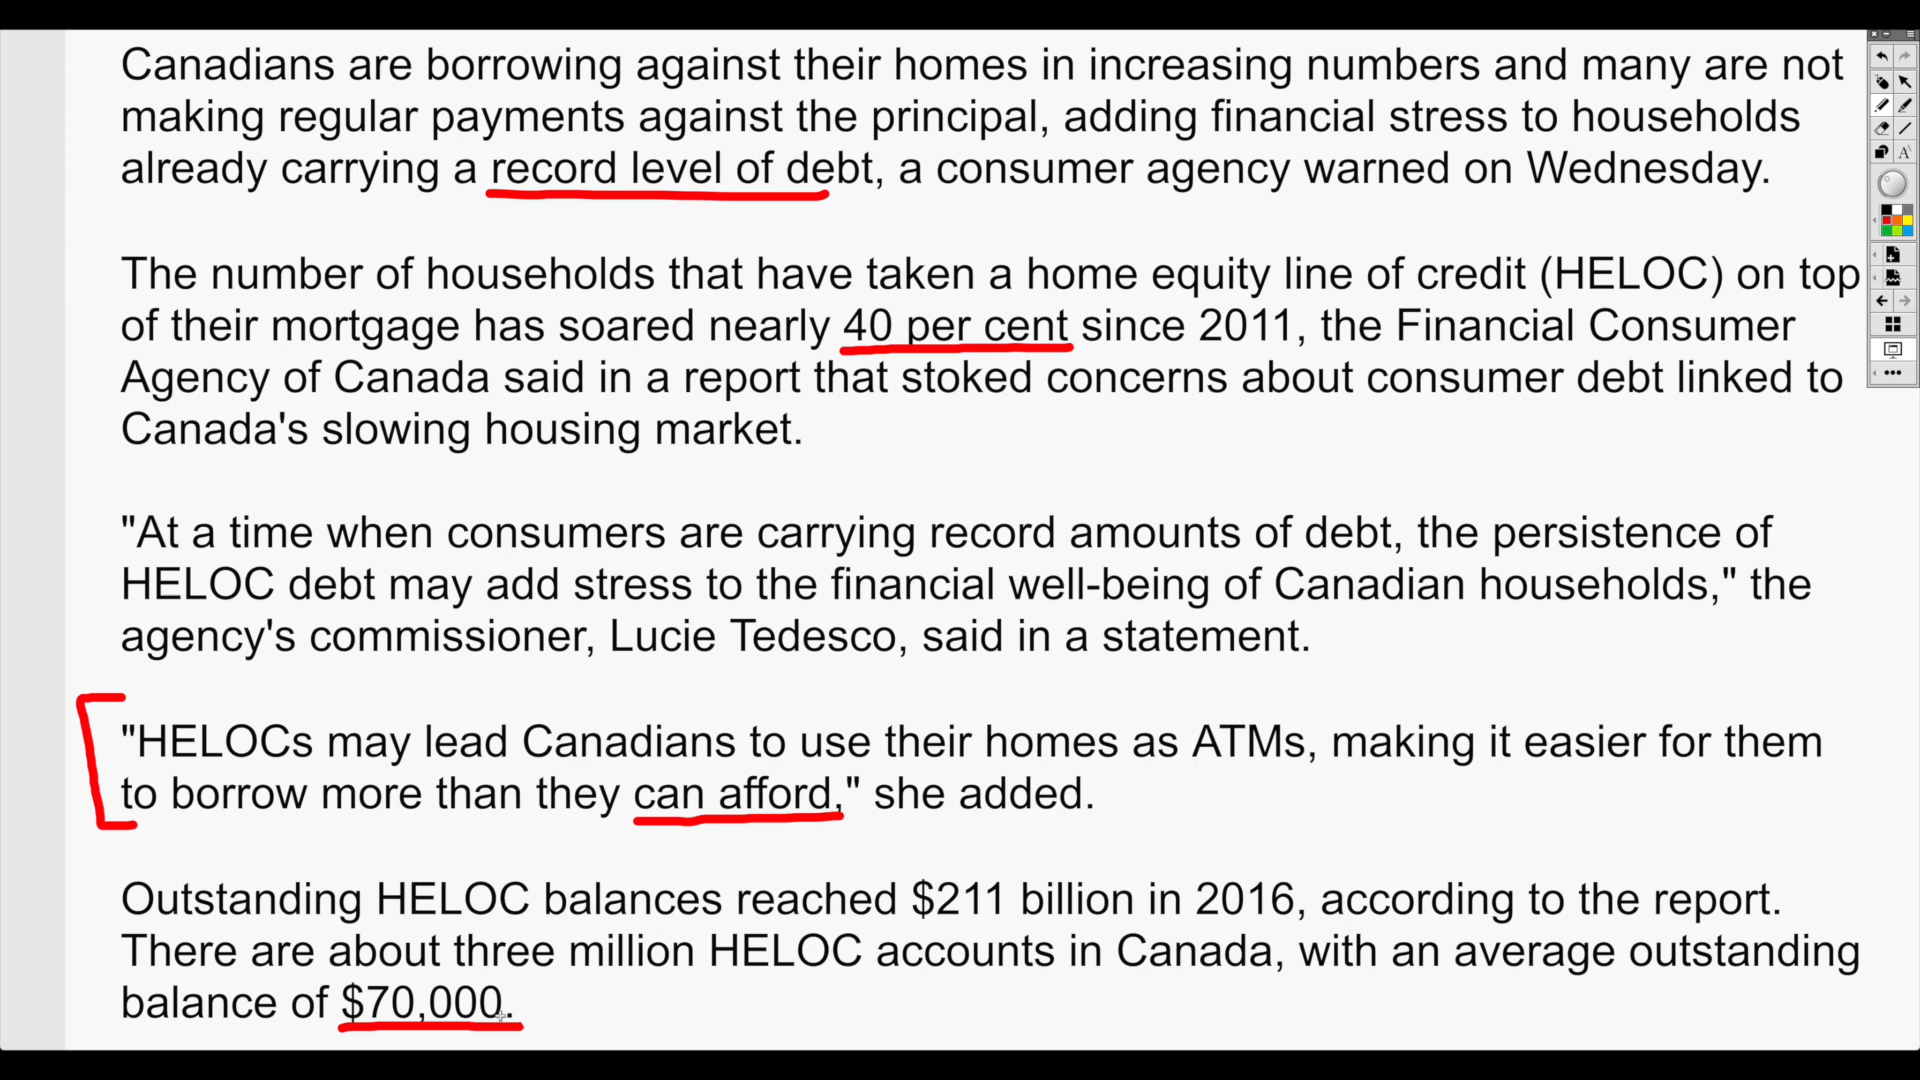 Canadians are borrowing against their homes in increasing numbers and many are not
making regular payments against the principal, adding financial stress to households
already carrying a record level of debt, a consumer agency warned on Wednesday.
The number of households that have taken a home equity line of credit (HELOC) on top
of their mortgage has soared nearly 40 per cent since 2011, the Financial Consumer
Agency of Canada said in a report that stoked concerns about consumer debt linked to
Canada's slowing housing market.
"At a time when consumers are carrying record amounts of debt, the persistence of
HELOC debt may add stress to the financial well-being of Canadian households," the
agency's commissioner, Lucie Tedesco, said in a statement.
"HELOCs may lead Canadians to use their homes as ATMs, making it easier for them
to borrow more than they can afford," she added.
Outstanding HELOC balances reached $211 billion in 2016, according to the report.
There are about three million HELOC accounts in Canada, with an average outstanding
balance of $70,000.